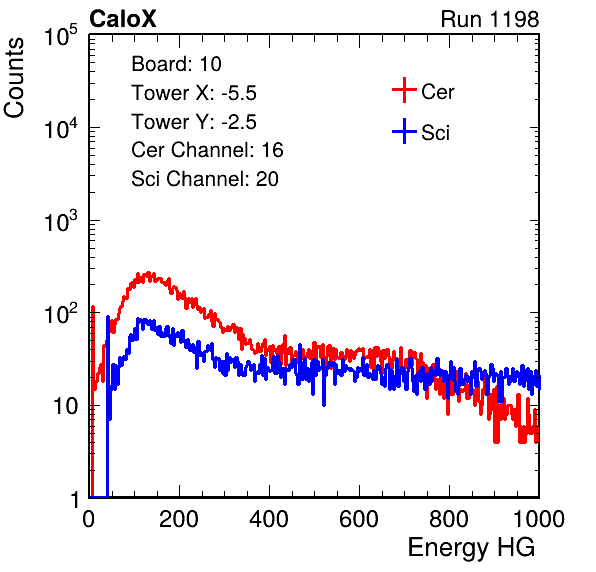 CaloX Run 1198
Counts
10^5
10^4
10^3
10^2
10
1
Board: 10
Tower X: -5.5
Tower Y: -2.5
Cer Channel: 16
Sci Channel: 20
Cer
Sci
0 200 400 600 800 1000
Energy HG